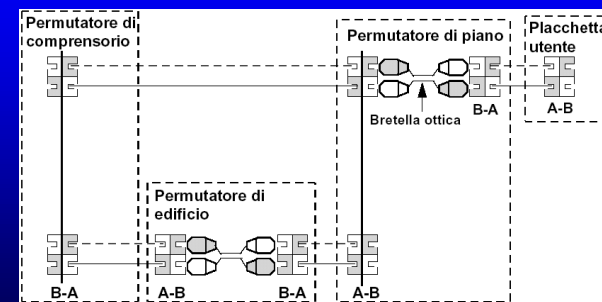 Permutatore di
comprensorio
Permutatore di piano
Placchetta
utente
B-A
A-B
Bretella ottica
Permutatore di
edificio
B-A
A-B
B-A
A-B